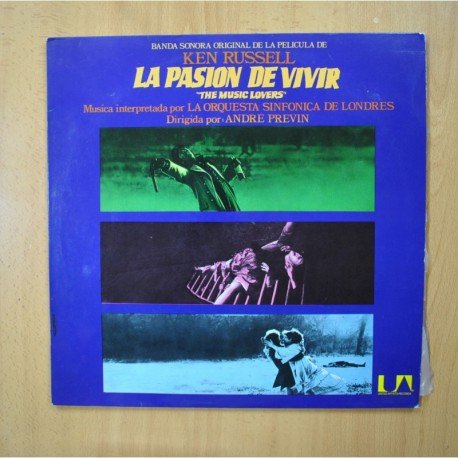 BANDA SONORA ORIGINAL DE LA PELICULA DE
KEN RUSSELL
LA PASION DE VIVIR
"THE MUSIC LOVERS"
Musica interpretada por LA ORQUESTA SINFONICA DE LONDRES
Dirigida por: ANDRE PREVIN
UA